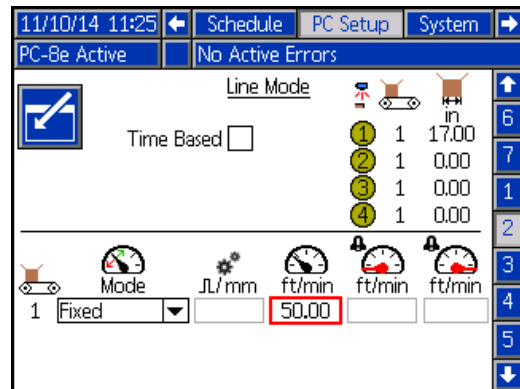 11/10/14 11:25 Schedule PC Setup System
PC-8e Active No Active Errors
Line Mode
Time Based
in
1 1 17.00
2 1 0.00
3 1 0.00
4 1 0.00
6
7
1
2
3
4
5
Mode ⎍/mm ft/min ft/min ft/min
1 Fixed 50.00